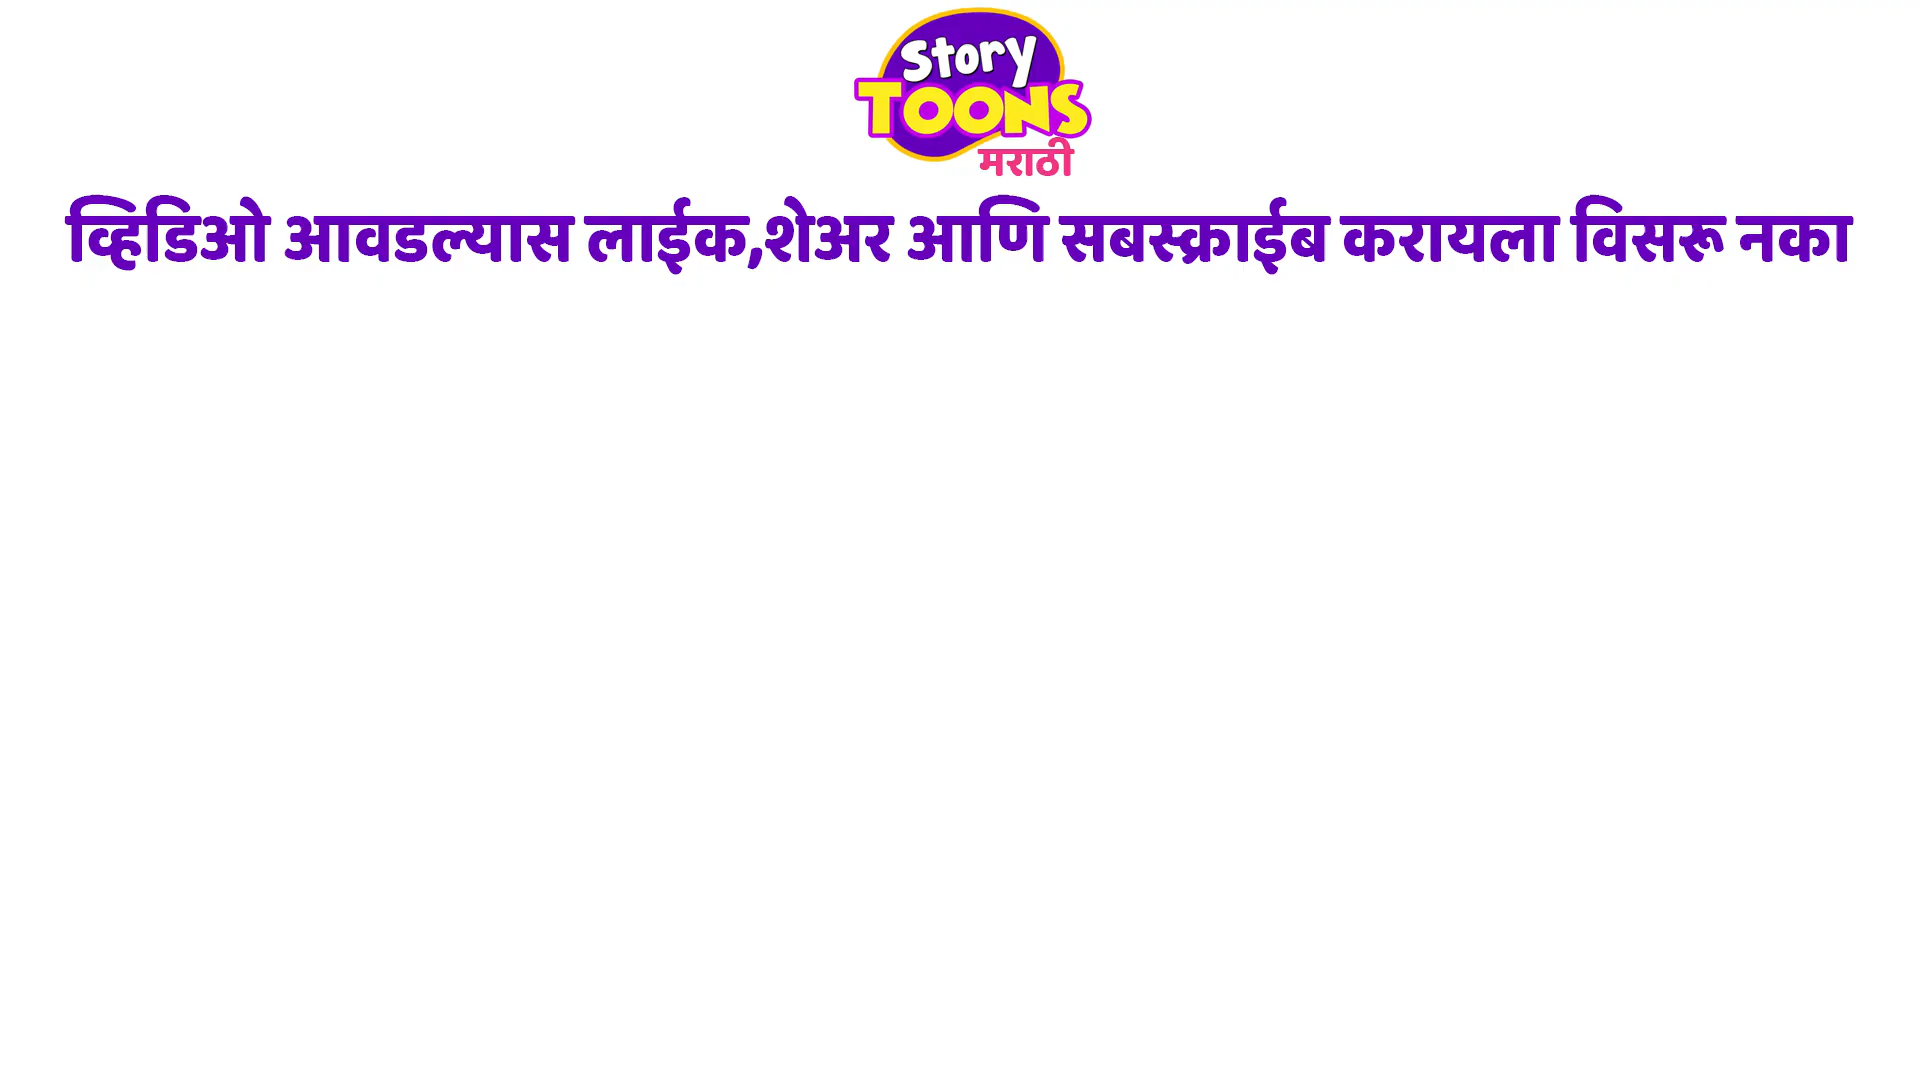 Story
TOONS
मराठी
व्हिडिओ आवडल्यास लाईक,शेअर आणि सबस्क्राईब करायला विसरू नका